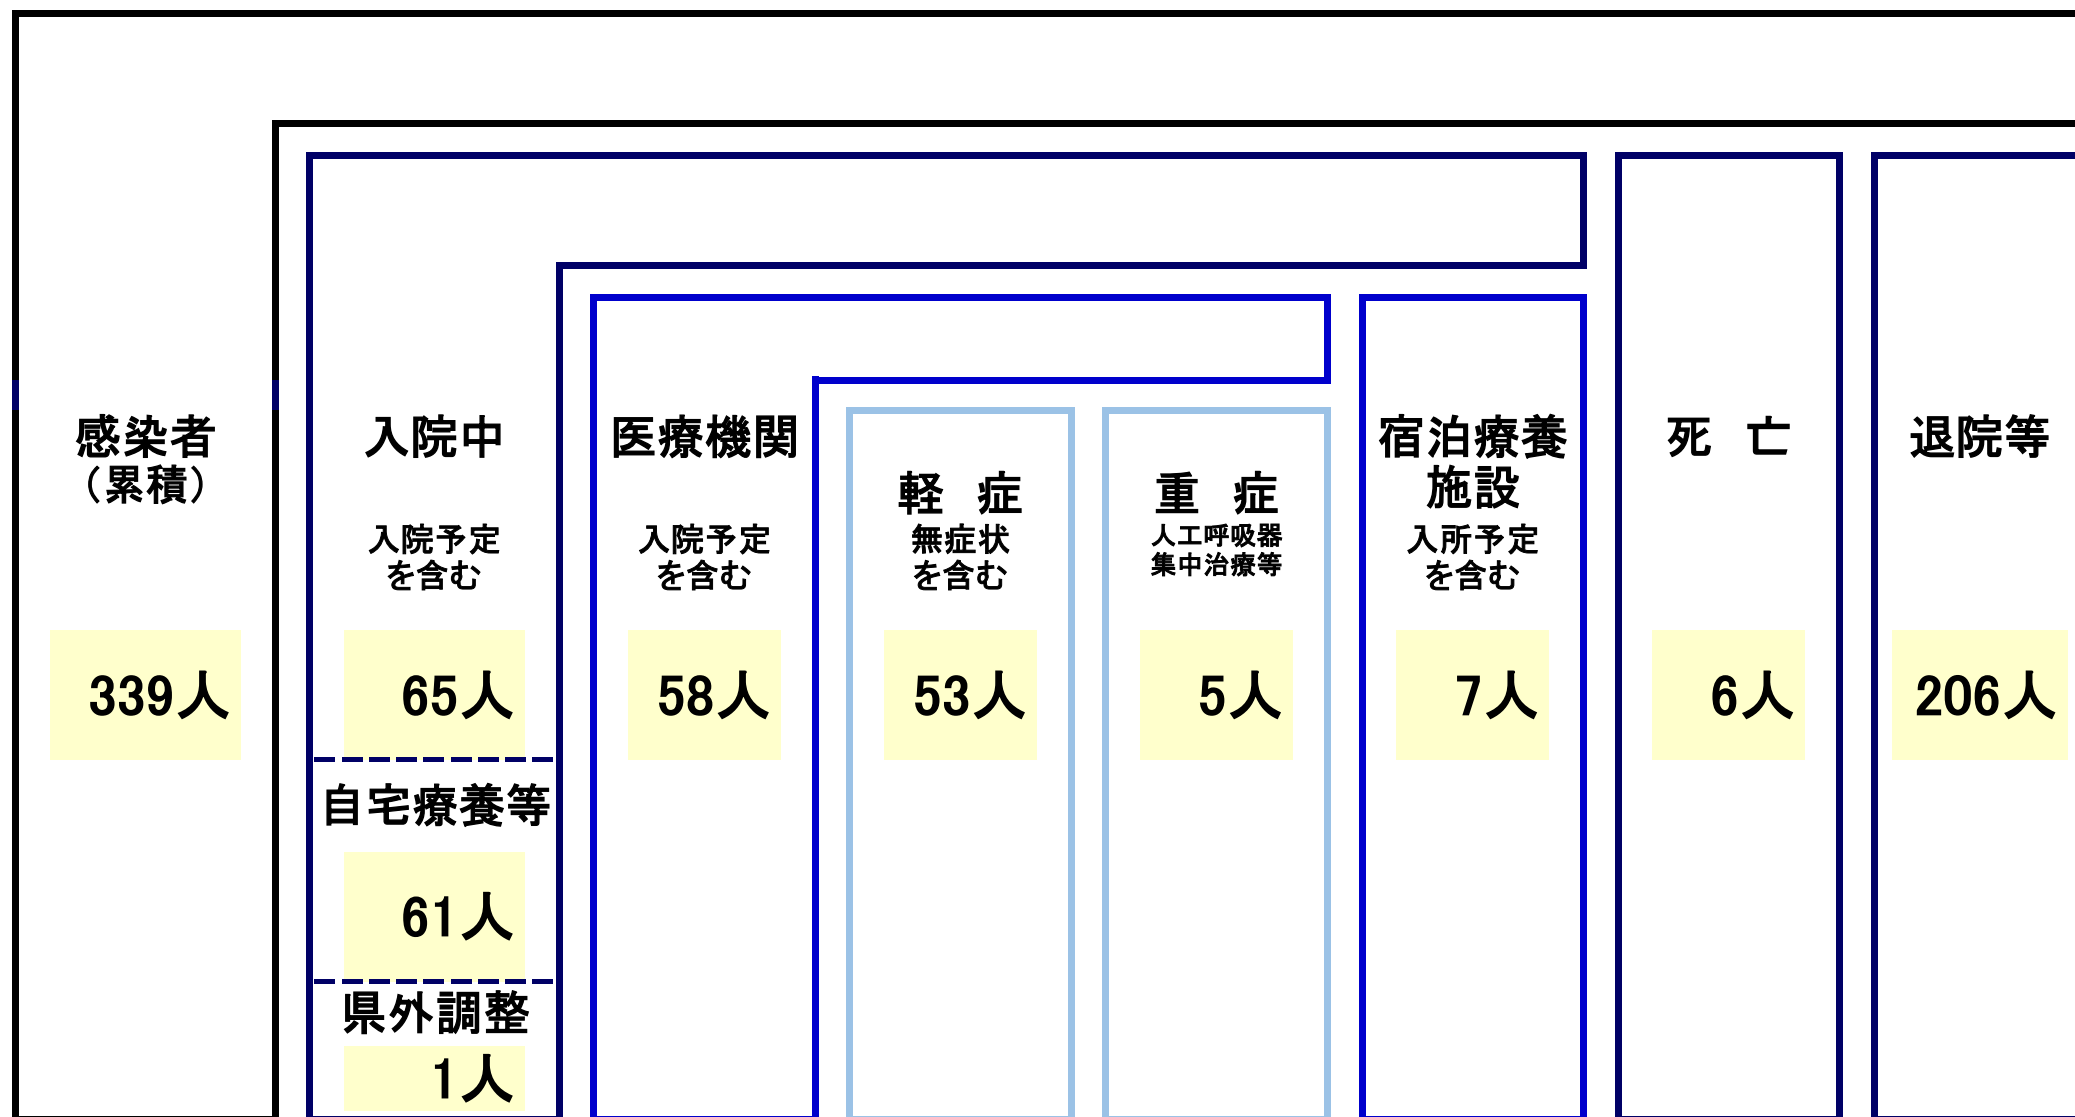 感染者
（累積）
339人
入院中
入院予定
を含む
65人
自宅療養等
61人
県外調整
1人
医療機関
入院予定
を含む
58人
軽 症
無症状
を含む
53人
重 症
人工呼吸器
集中治療等
5人
宿泊療養
施設
入所予定
を含む
7人
死 亡
6人
退院等
206人